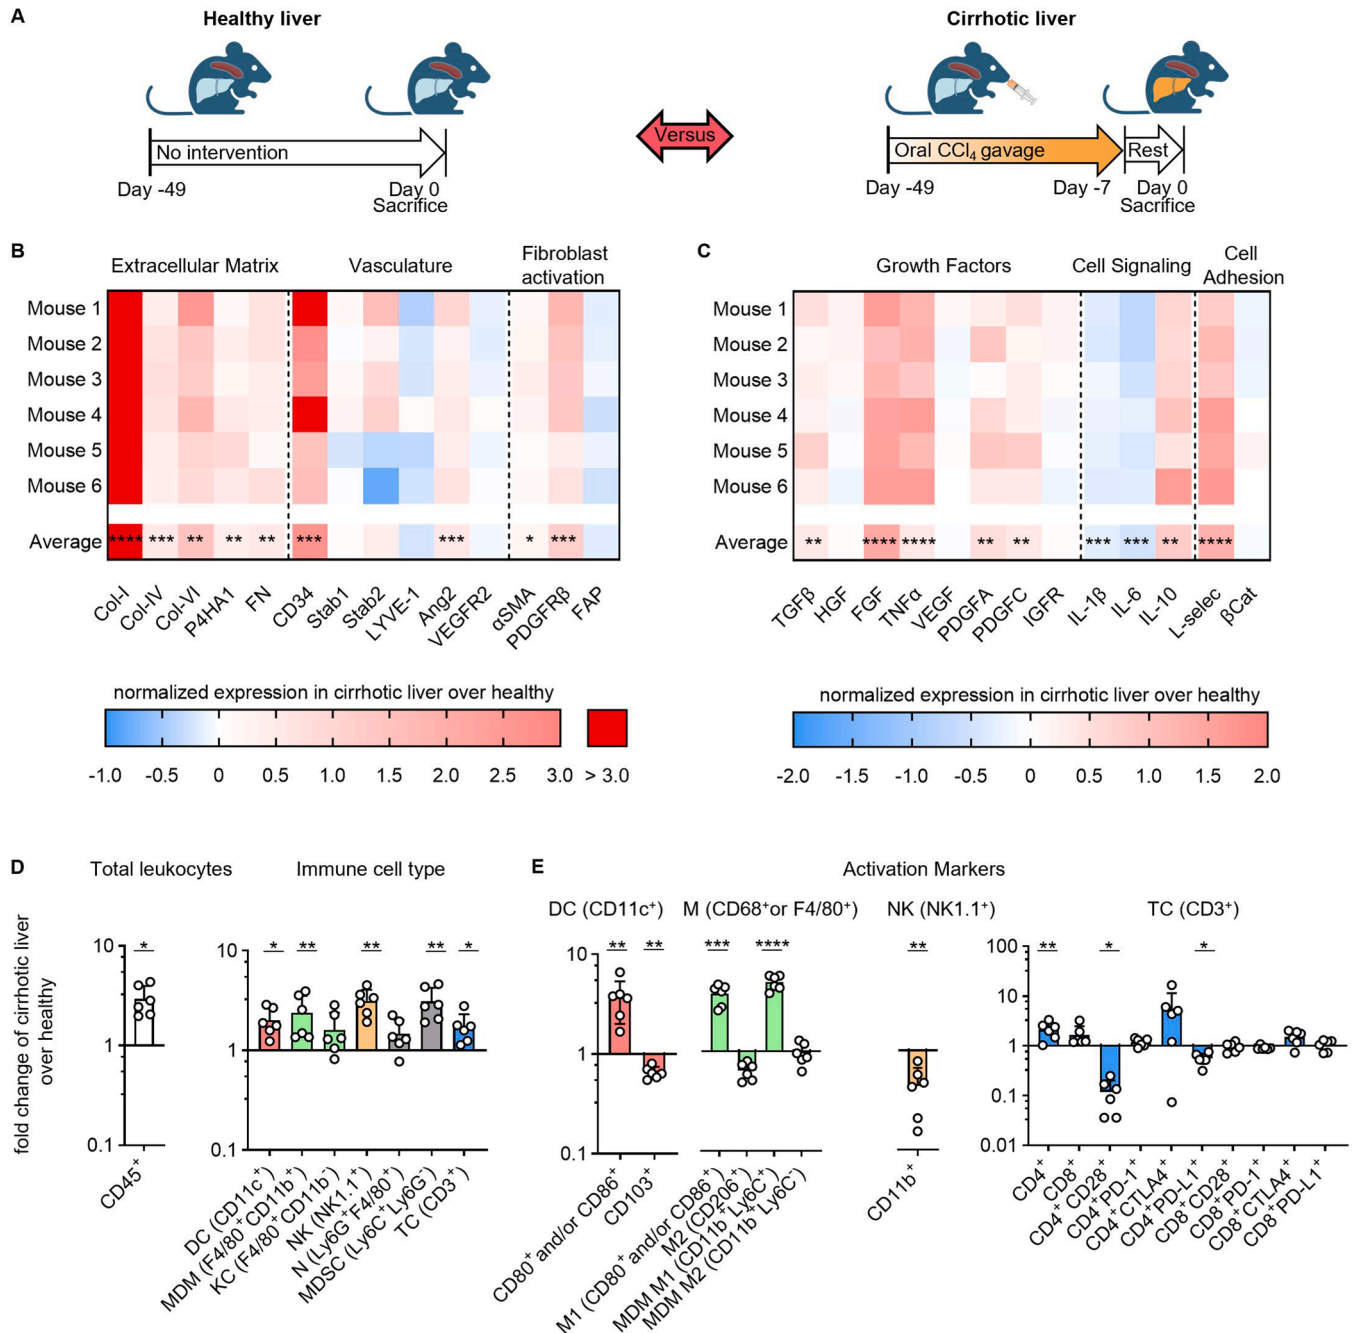 A
Healthy liver
Cirrhotic liver
No intervention
Day -49
Day 0
Sacrifice
Versus
Oral CCl₄ gavage
Rest
Day -49
Day -7
Day 0
Sacrifice
B
Extracellular Matrix
Vasculature
Fibroblast
activation
Mouse 1
Mouse 2
Mouse 3
Mouse 4
Mouse 5
Mouse 6
Average
**** *** ** ** ** *** *** * ***
Col-I
Col-IV
Col-VI
P4HA1
FN
CD34
Stab1
Stab2
LYVE-1
Ang2
VEGFR2
αSMA
PDGFRβ
FAP
normalized expression in cirrhotic liver over healthy
-1.0 -0.5 0 0.5 1.0 1.5 2.0 2.5 3.0 > 3.0
C
Growth Factors
Cell Signaling
Cell
Adhesion
Mouse 1
Mouse 2
Mouse 3
Mouse 4
Mouse 5
Mouse 6
Average
** **** **** ** ** *** *** ** ****
TGFβ
HGF
FGF
TNFα
VEGF
PDGFA
PDGFC
IGFR
IL-1β
IL-6
IL-10
L-selec
βCat
normalized expression in cirrhotic liver over healthy
-2.0 -1.5 -1.0 -0.5 0 0.5 1.0 1.5 2.0
D
Total leukocytes
Immune cell type
fold change of cirrhotic liver
over healthy
*
10
1
0.1
CD45⁺
* ** ** ** *
10
1
0.1
DC (CD11c⁺)
MDM (F4/80⁺CD11b⁺)
KC (F4/80⁺CD11b⁻)
NK (NK1.1⁺)
N (Ly6G⁺F4/80⁺)
MDSC (Ly6C⁺Ly6G⁻)
TC (CD3⁺)
E
Activation Markers
DC (CD11c⁺)
M (CD68⁺or F4/80⁺)
NK (NK1.1⁺)
TC (CD3⁺)
** **
10
1
0.1
CD80⁺ and/or CD86⁺
CD103⁺
*** ****
M1 (CD80⁺ and/or CD86⁺)
M2 (CD206⁺)
MDM M1 (CD11b⁺Ly6C⁺)
MDM M2 (CD11b⁺Ly6C⁻)
**
CD11b⁺
** * *
100
10
1
0.1
0.01
CD4⁺
CD8⁺
CD4⁺CD28⁺
CD4⁺PD-1⁺
CD4⁺CTLA4⁺
CD4⁺PD-L1⁺
CD8⁺CD28⁺
CD8⁺PD-1⁺
CD8⁺CTLA4⁺
CD8⁺PD-L1⁺